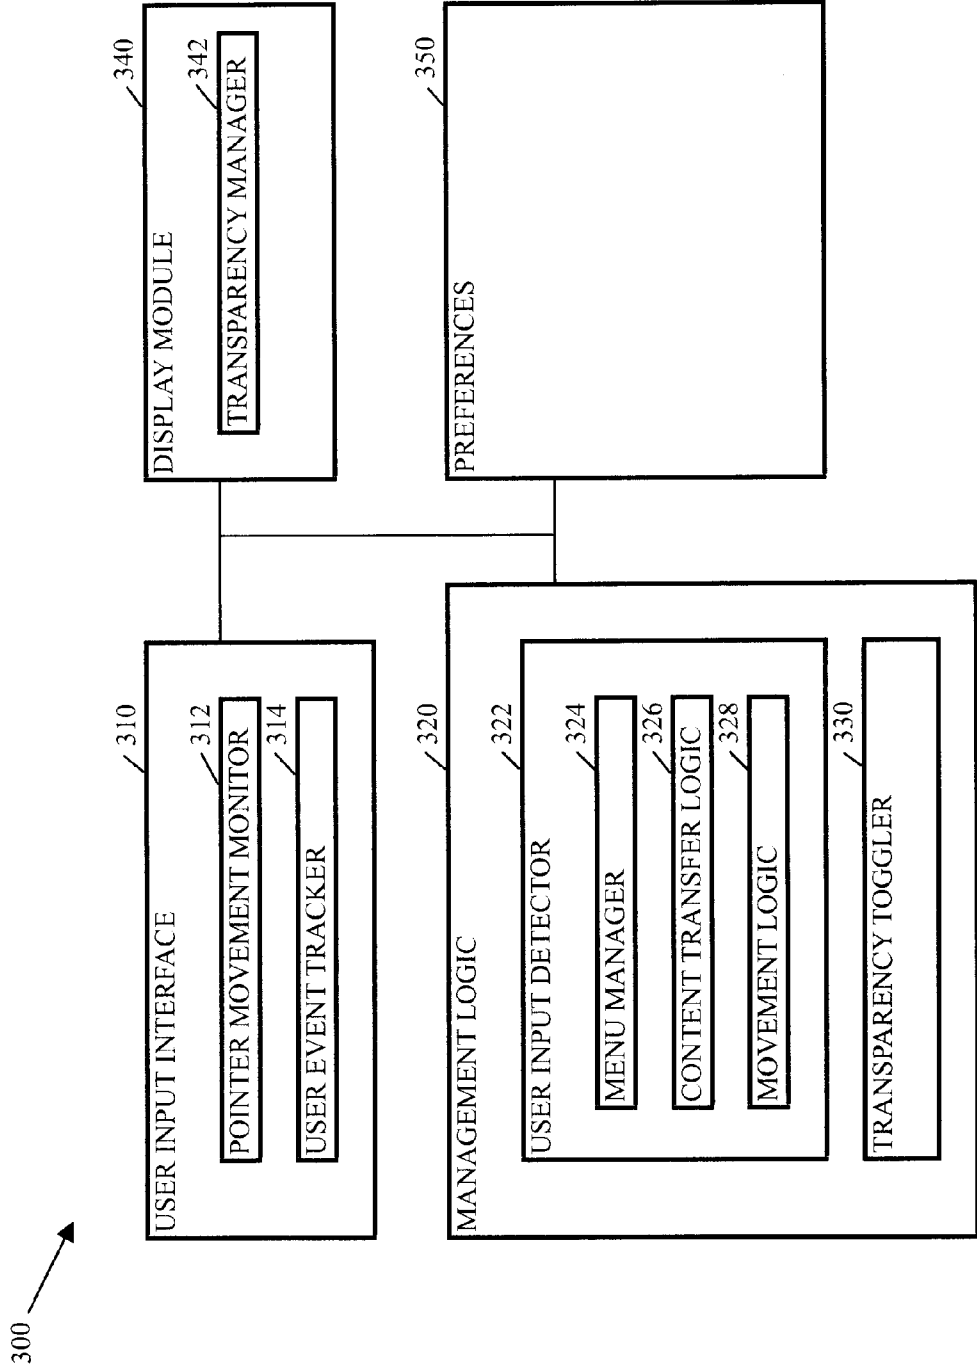 300
USER INPUT INTERFACE
310
POINTER MOVEMENT MONITOR
312
USER EVENT TRACKER
314
DISPLAY MODULE
340
TRANSPARENCY MANAGER
342
MANAGEMENT LOGIC
320
USER INPUT DETECTOR
322
MENU MANAGER
324
CONTENT TRANSFER LOGIC
326
MOVEMENT LOGIC
328
TRANSPARENCY TOGGLER
330
PREFERENCES
350